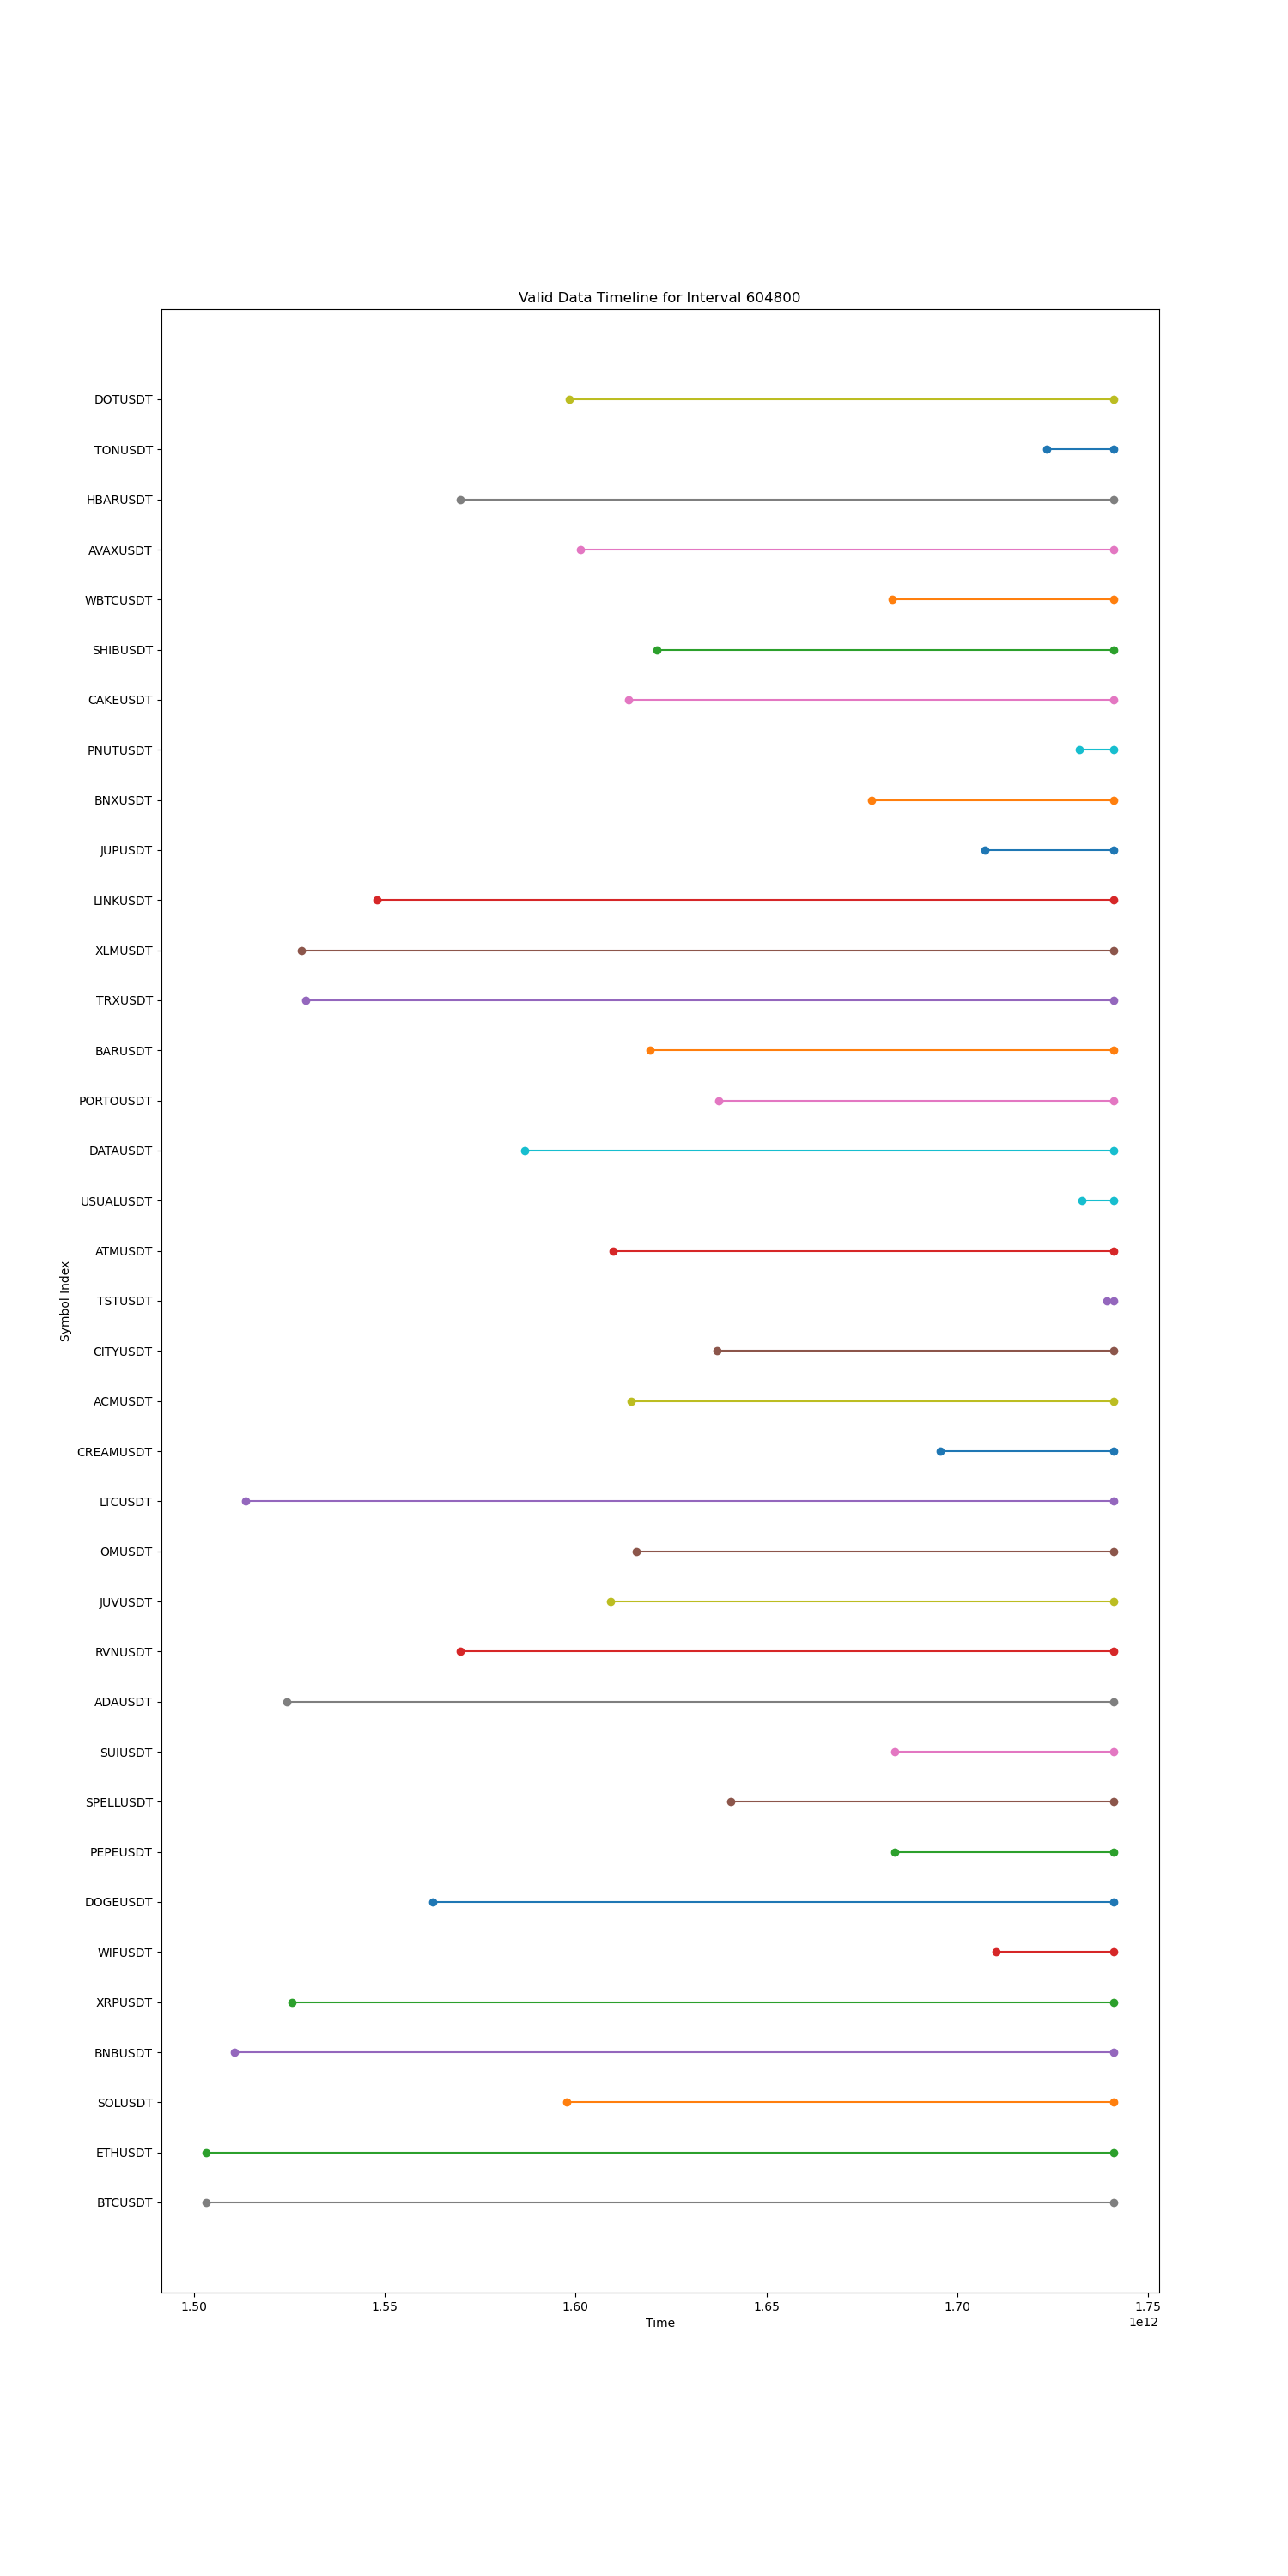 Valid Data Timeline for Interval 604800
DOTUSDT
TONUSDT
HBARUSDT
AVAXUSDT
WBTCUSDT
SHIBUSDT
CAKEUSDT
PNUTUSDT
BNXUSDT
JUPUSDT
LINKUSDT
XLMUSDT
TRXUSDT
BARUSDT
PORTOUSDT
DATAUSDT
USUALUSDT
ATMUSDT
TSTUSDT
CITYUSDT
ACMUSDT
CREAMUSDT
LTCUSDT
OMUSDT
JUVUSDT
RVNUSDT
ADAUSDT
SUIUSDT
SPELLUSDT
PEPEUSDT
DOGEUSDT
WIFUSDT
XRPUSDT
BNBUSDT
SOLUSDT
ETHUSDT
BTCUSDT
Symbol Index
1.50 1.55 1.60 1.65 1.70 1.75
1e12
Time